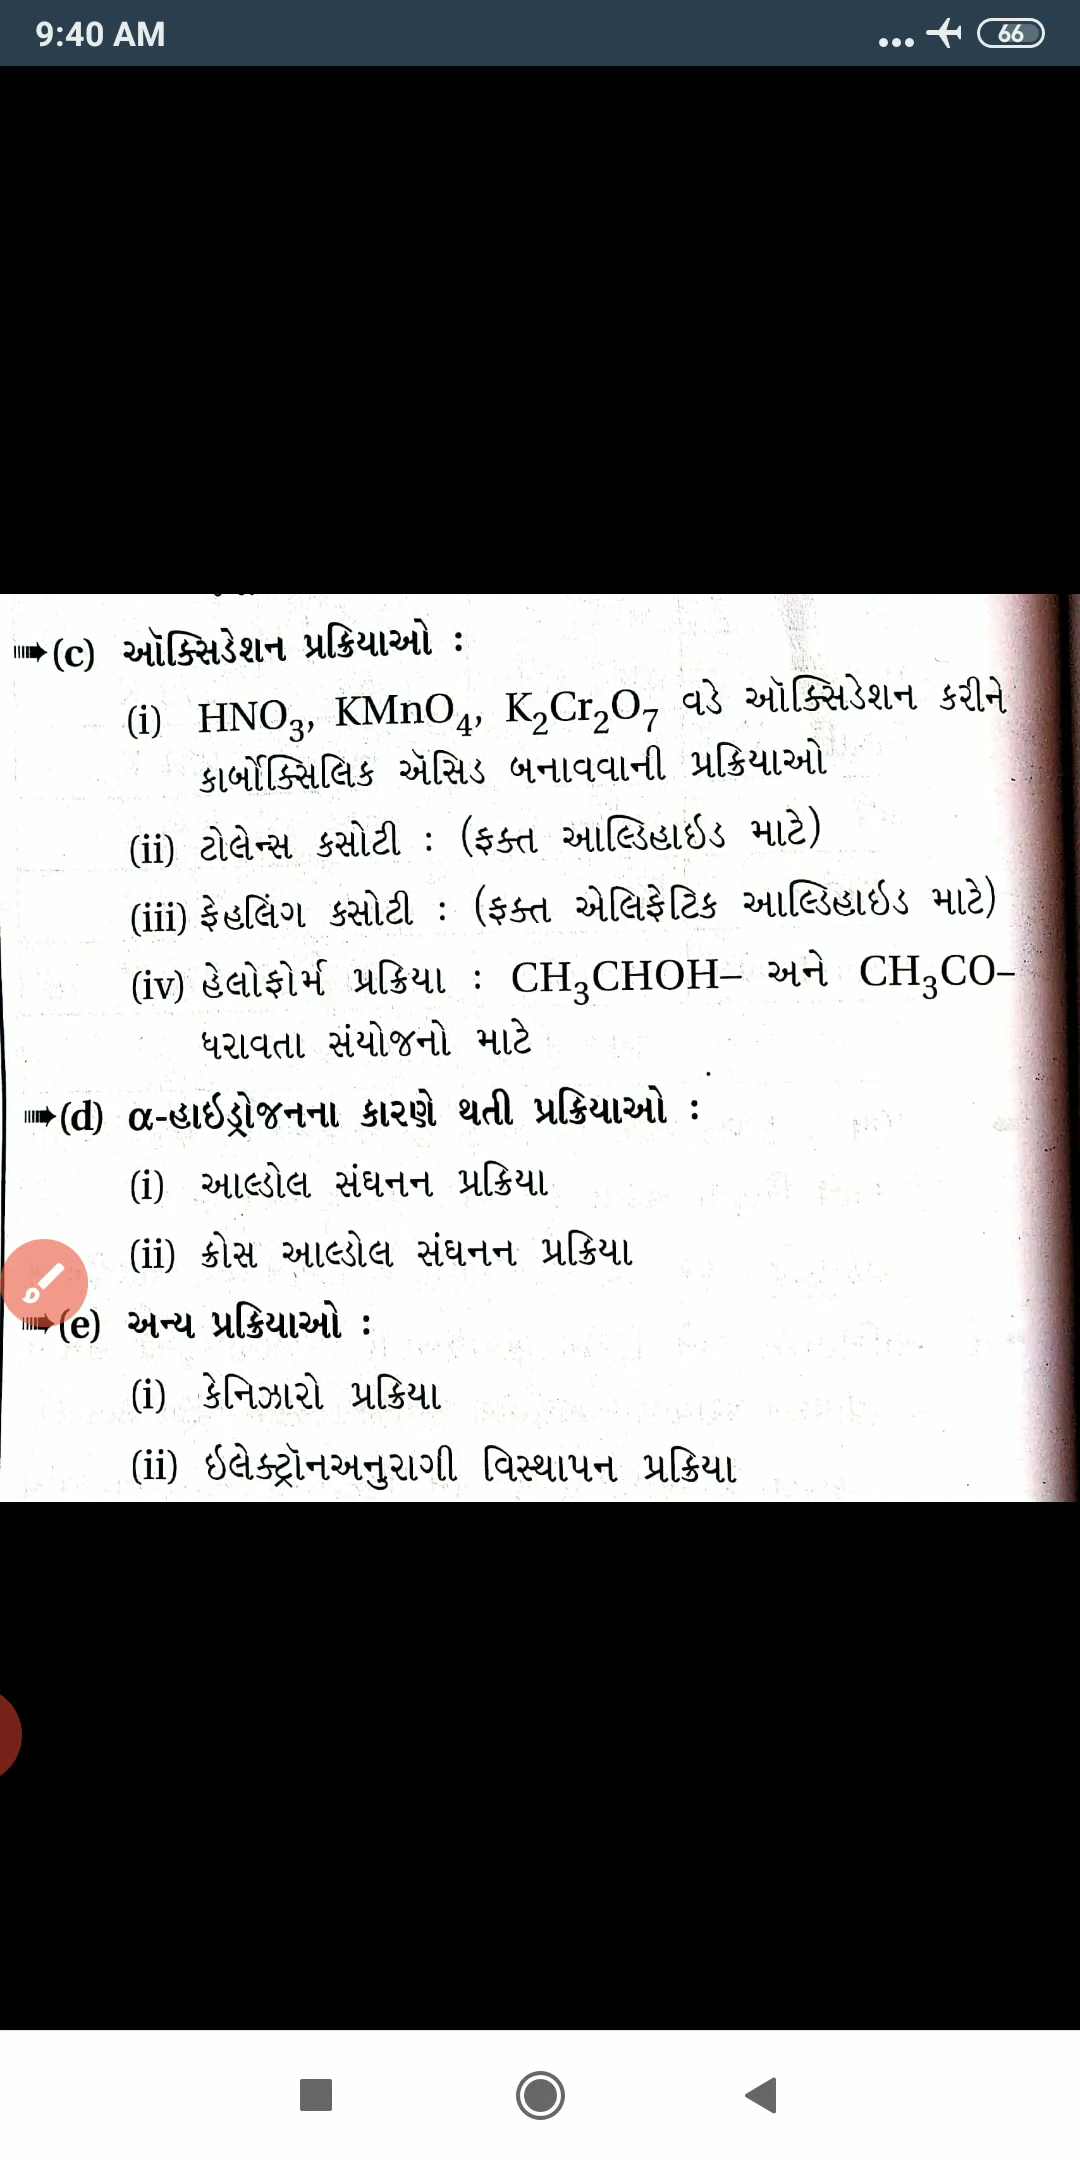 9:40 AM
66
(c) ઑક્સિડેશન પ્રક્રિયાઓ :
(i) HNO₃, KMnO₄, K₂Cr₂O₇ વડે ઑક્સિડેશન કરીને
કાર્બોક્સિલિક ઍસિડ બનાવવાની પ્રક્રિયાઓ
(ii) ટોલેન્સ કસોટી : (ફક્ત આલ્ડિહાઇડ માટે)
(iii) ફેહલિંગ કસોટી : (ફક્ત એલિફેટિક આલ્ડિહાઇડ માટે)
(iv) હેલોફોર્મ પ્રક્રિયા : CH₃CHOH– અને CH₃CO–
ધરાવતા સંયોજનો માટે
(d) α-હાઇડ્રોજનના કારણે થતી પ્રક્રિયાઓ :
(i) આલ્ડોલ સંઘનન પ્રક્રિયા
(ii) ક્રોસ આલ્ડોલ સંઘનન પ્રક્રિયા
(e) અન્ય પ્રક્રિયાઓ :
(i) કેનિઝારો પ્રક્રિયા
(ii) ઇલેક્ટ્રૉનઅનુરાગી વિસ્થાપન પ્રક્રિયા